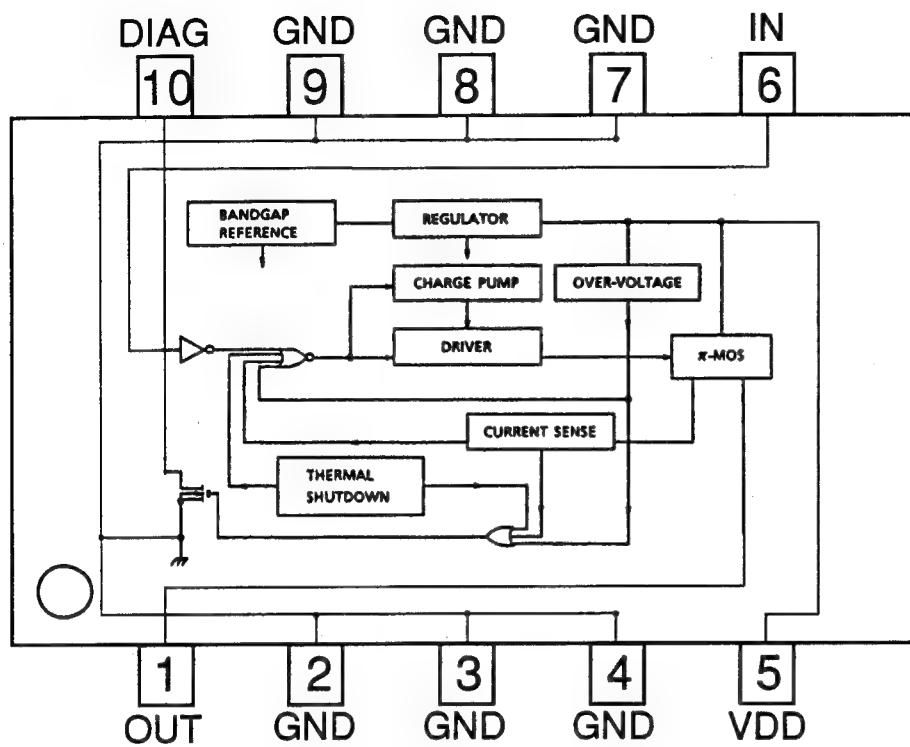 DIAG GND GND GND IN
10 9 8 7 6
BANDGAP
REFERENCE
REGULATOR
CHARGE PUMP
OVER-VOLTAGE
DRIVER
π-MOS
CURRENT SENSE
THERMAL
SHUTDOWN
1 2 3 4 5
OUT GND GND GND VDD